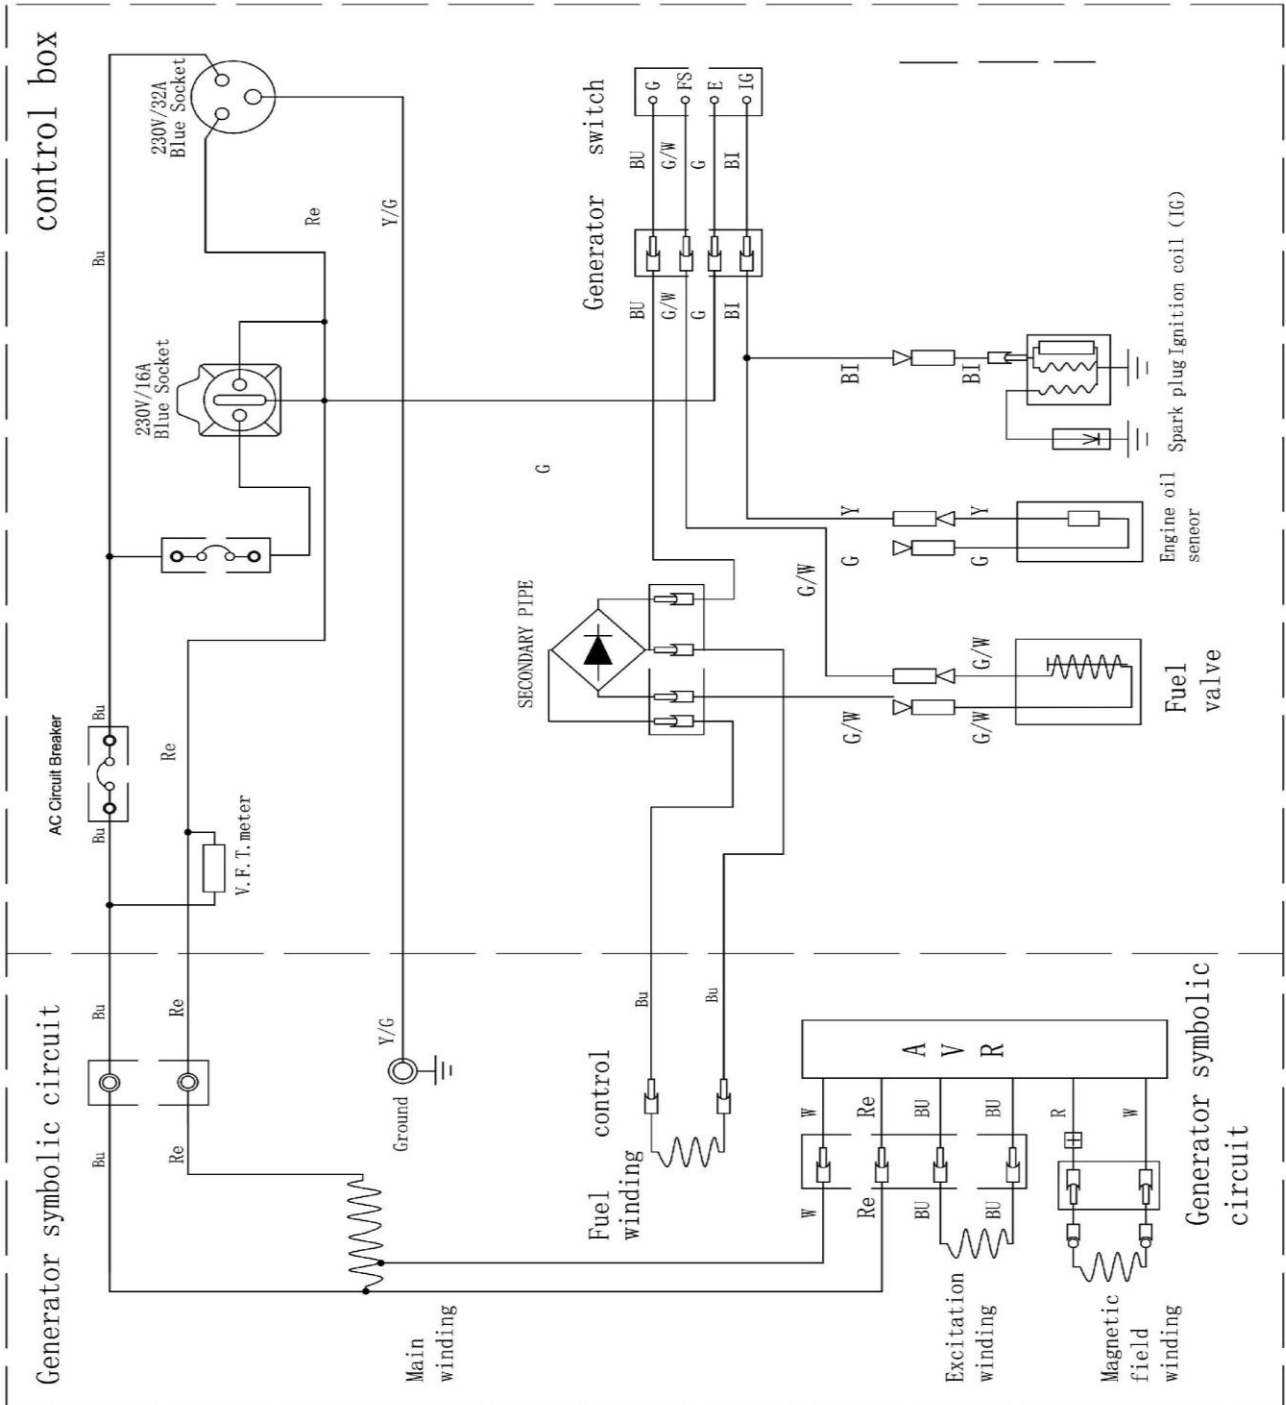 control box
230V/32A
Blue Socket
Bu
Re
Y/G
230V/16A
Blue Socket
AC Circuit Breaker
Bu
Bu
Re
V.F.T.meter
Generator switch
G
FS
E
IG
BU
G/W
G
BI
BU
G/W
G
BI
BI
BI
Spark plug
Ignition coil (IG)
G
Y
Y
G
G
Engine oil
seneor
SECONDARY PIPE
G/W
G/W
G/W
G/W
Fuel
valve
Generator symbolic circuit
Bu
Re
Bu
Re
Y/G
Ground
Main
winding
Bu
Bu
Fuel control
winding
AVR
W
Re
BU
BU
R
W
W
Re
BU
BU
Excitation
winding
Magnetic
field
winding
Generator symbolic
circuit